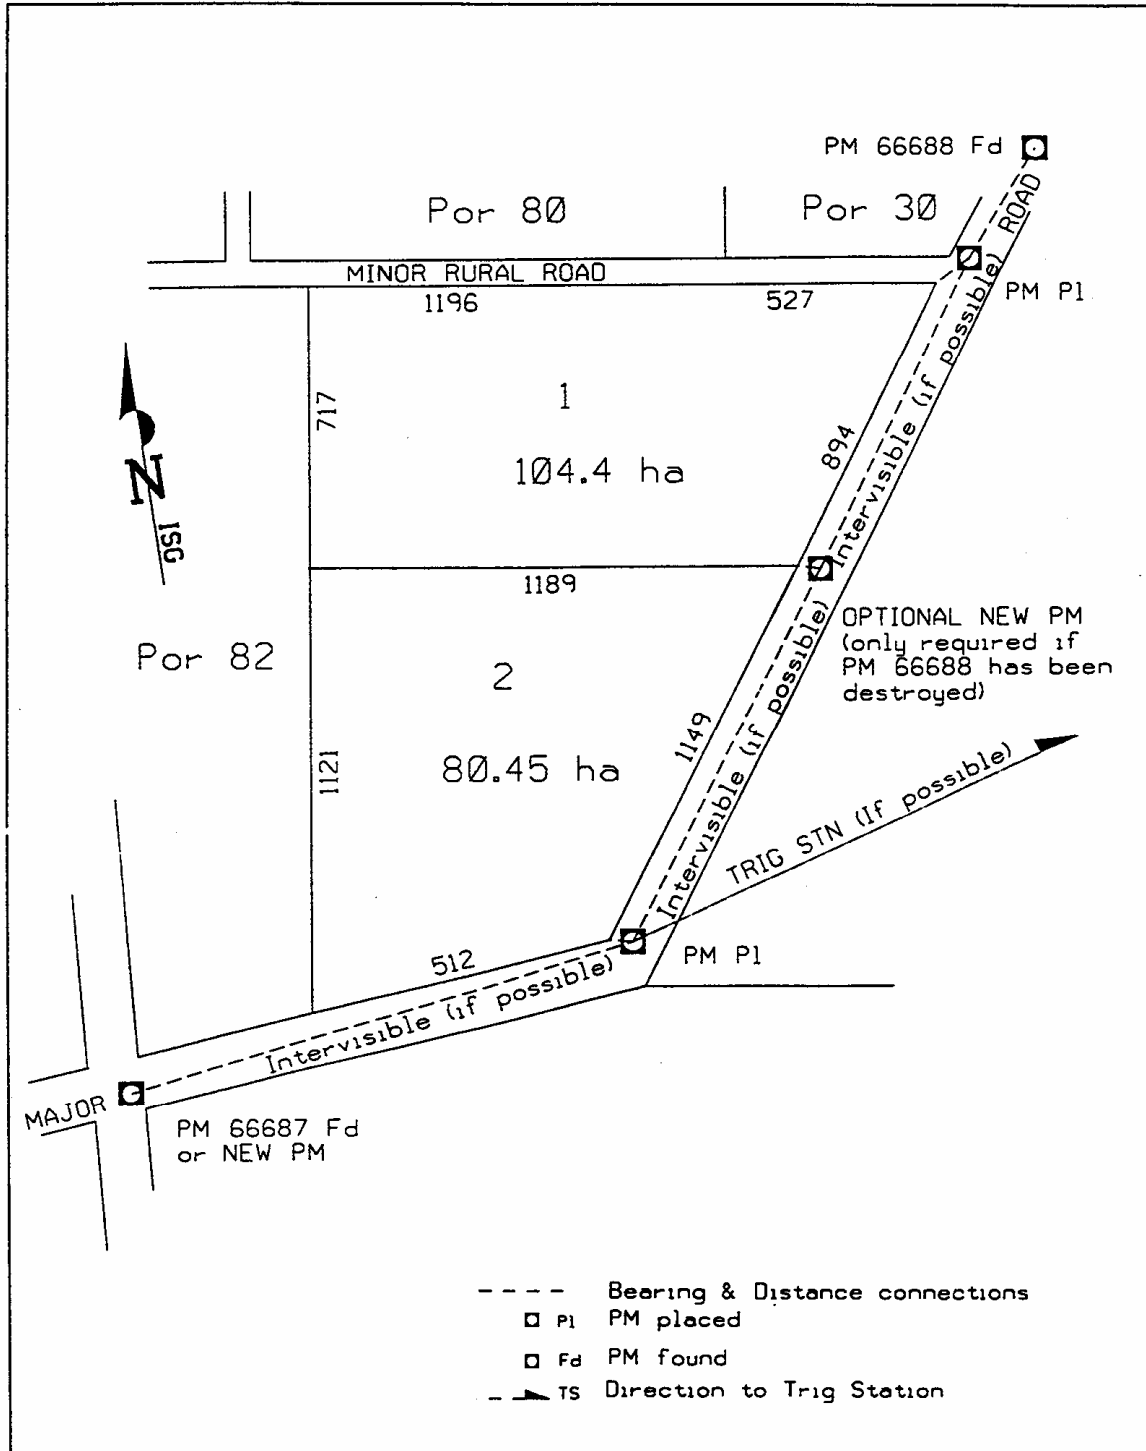 PM 66688 Fd
Por 80
Por 30
ROAD
MINOR RURAL ROAD
PM Pl
1196
527
Intervisible (if possible)
1
717
894
104.4 ha
N
ISG
1189
OPTIONAL NEW PM
(only required if
PM 66688 has been
destroyed)
Por 82
2
Intervisible (if possible)
1149
1121
80.45 ha
TRIG STN (If possible)
512
PM Pl
Intervisible (if possible)
MAJOR
PM 66687 Fd
or NEW PM
Bearing & Distance connections
Pl PM placed
Fd PM found
TS Direction to Trig Station